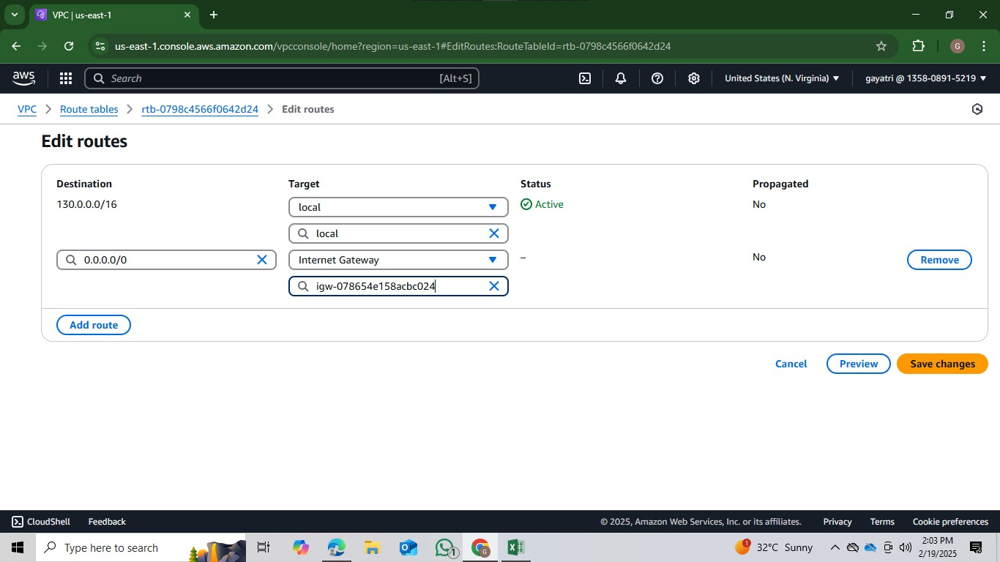 VPC | us-east-1
us-east-1.console.aws.amazon.com/vpcconsole/home?region=us-east-1#EditRoutes:RouteTableId=rtb-0798c4566f0642d24
G
aws
Search [Alt+S]
United States (N. Virginia)
gayatri @ 1358-0891-5219
VPC > Route tables > rtb-0798c4566f0642d24 > Edit routes
Edit routes
Destination Target Status Propagated
130.0.0.0/16 local Active No
local
0.0.0.0/0 Internet Gateway – No Remove
igw-078654e158acbc024
Add route
Cancel Preview Save changes
CloudShell Feedback © 2025, Amazon Web Services, Inc. or its affiliates. Privacy Terms Cookie preferences
Type here to search
1
G
1
32°C Sunny
2:03 PM
2/19/2025